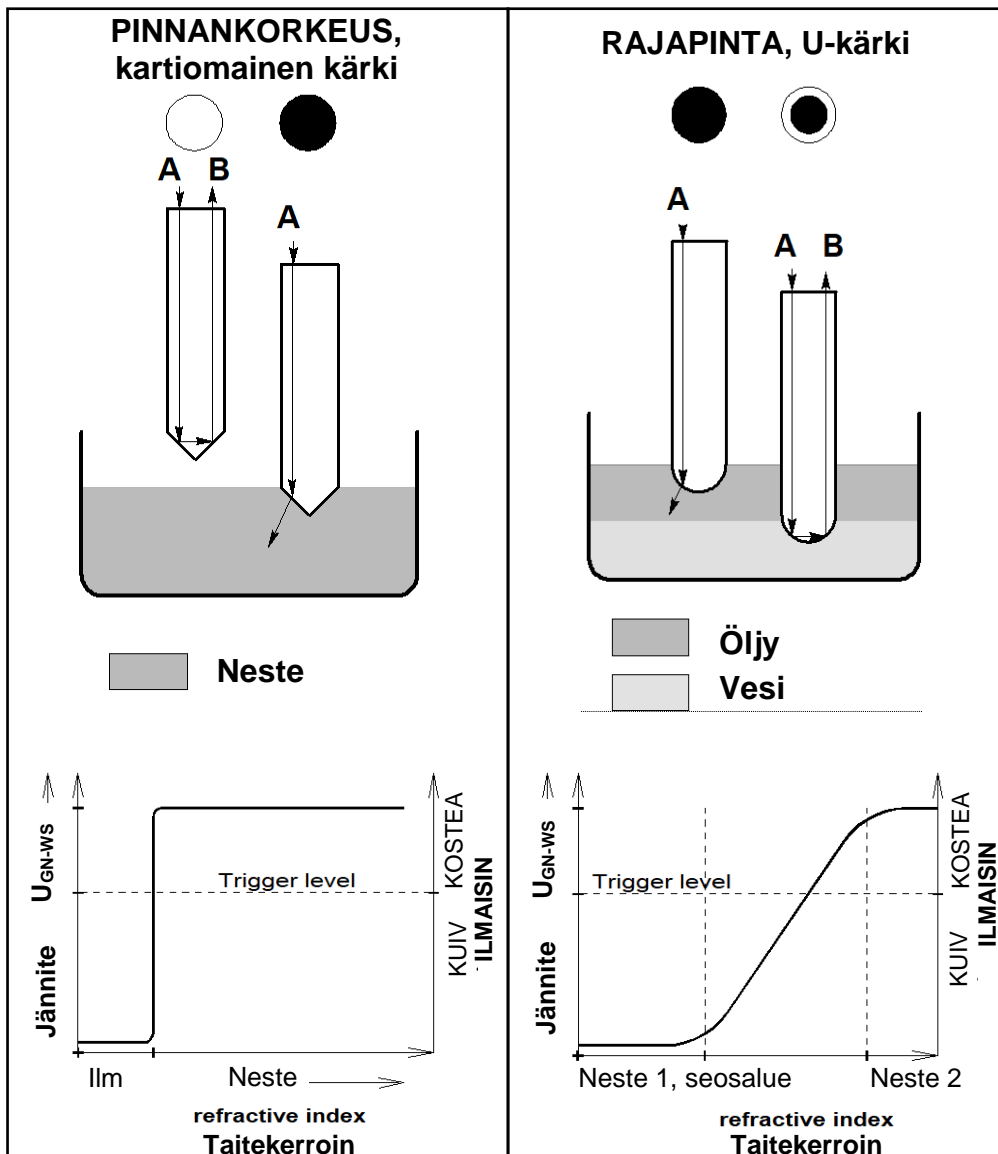 PINNANKORKEUS,
kartiomainen kärki
A B
A
Neste
Jännite UGN-WS
Trigger level
KUIV KOSTEA
ILMAISIN
Ilm Neste
refractive index
Taitekerroin
RAJAPINTA, U-kärki
A
A B
Öljy
Vesi
Jännite UGN-WS
Trigger level
KUIV KOSTEA
ILMAISIN
Neste 1, seosalue Neste 2
refractive index
Taitekerroin